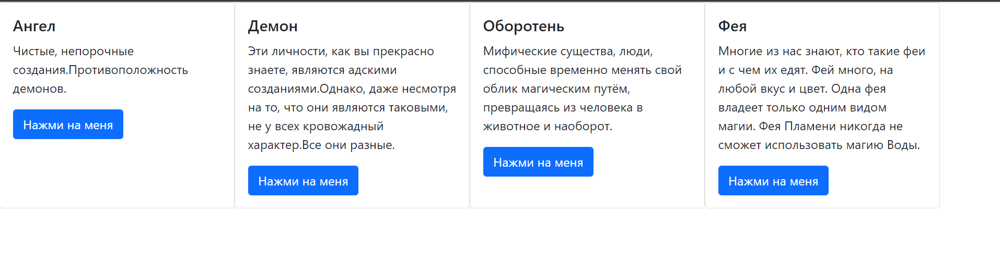 Ангел
Чистые, непорочные
создания.Противоположность
демонов.
Нажми на меня
Демон
Эти личности, как вы прекрасно
знаете, являются адскими
созданиями.Однако, даже несмотря
на то, что они являются таковыми,
не у всех кровожадный
характер.Все они разные.
Нажми на меня
Оборотень
Мифические существа, люди,
способные временно менять свой
облик магическим путём,
превращаясь из человека в
животное и наоборот.
Нажми на меня
Фея
Многие из нас знают, кто такие феи
и с чем их едят. Фей много, на
любой вкус и цвет. Одна фея
владеет только одним видом
магии. Фея Пламени никогда не
сможет использовать магию Воды.
Нажми на меня